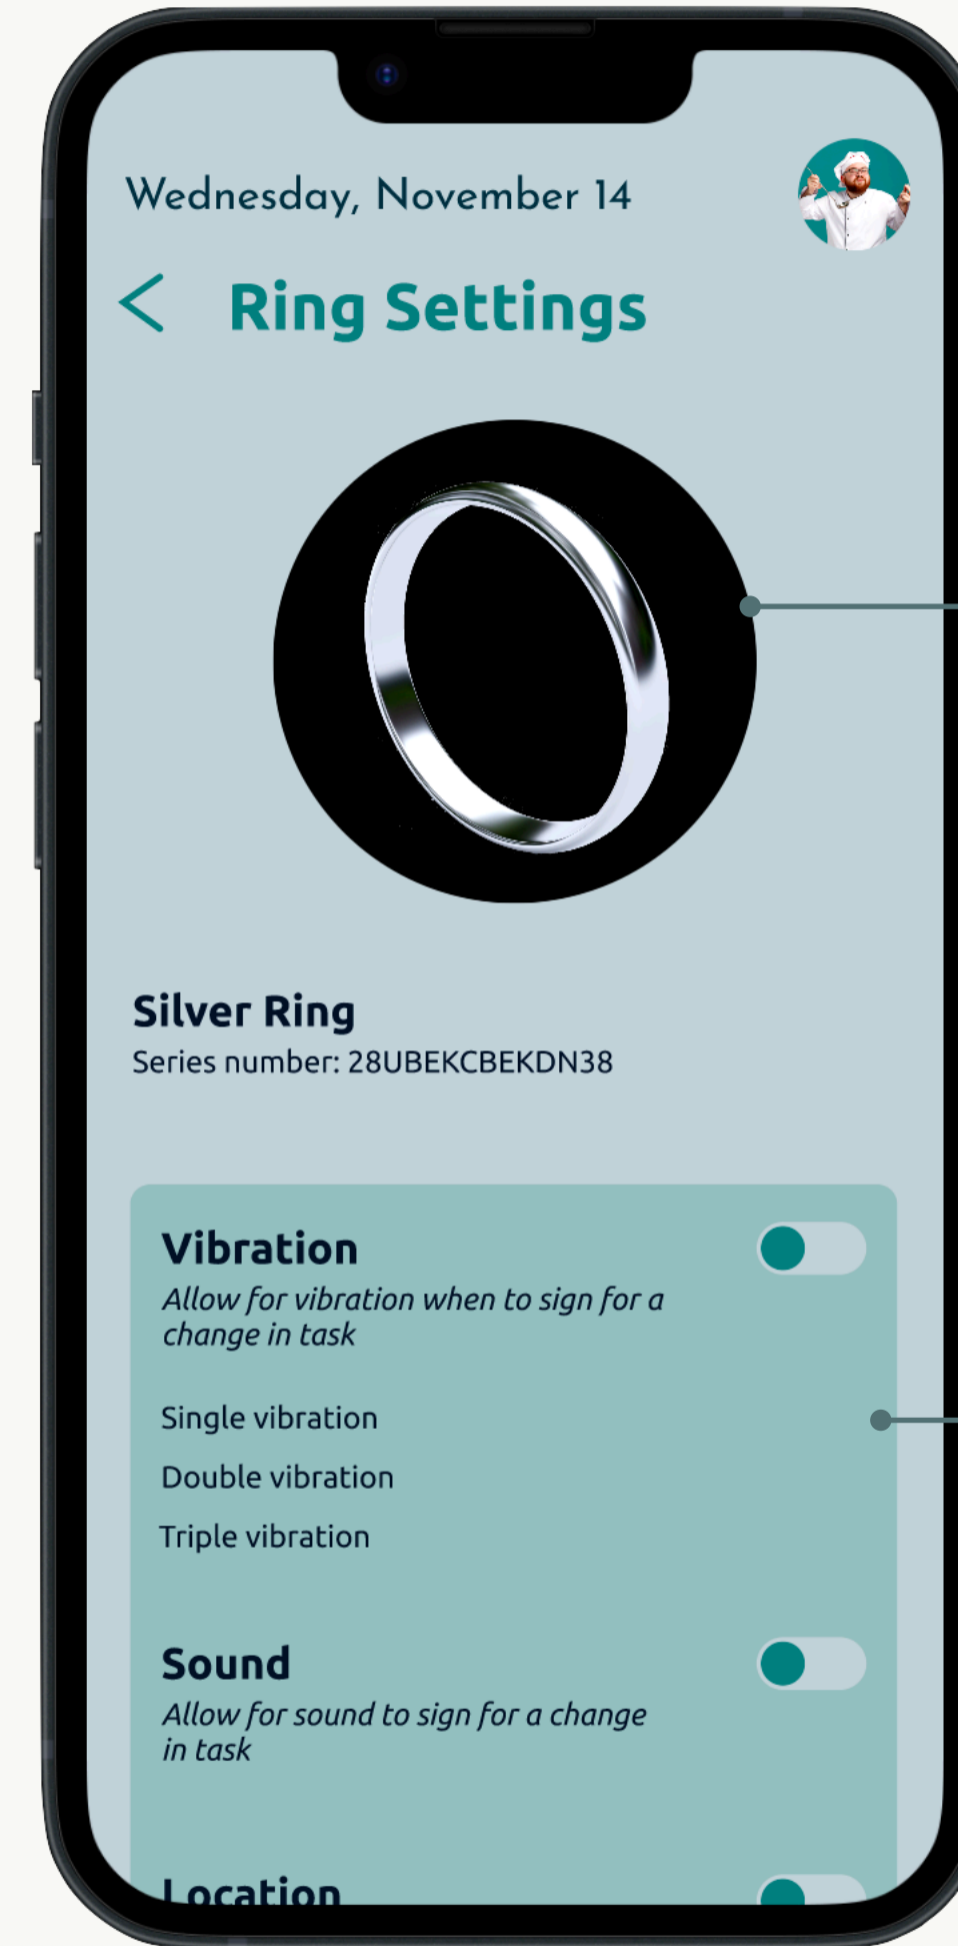 Wednesday, November 14
Ring Settings
Silver Ring
Series number: 28UBEKCBEKDN38
Vibration
Allow for vibration when to sign for a
change in task
Single vibration
Double vibration
Triple vibration
Sound
Allow for sound to sign for a change
in task
Location